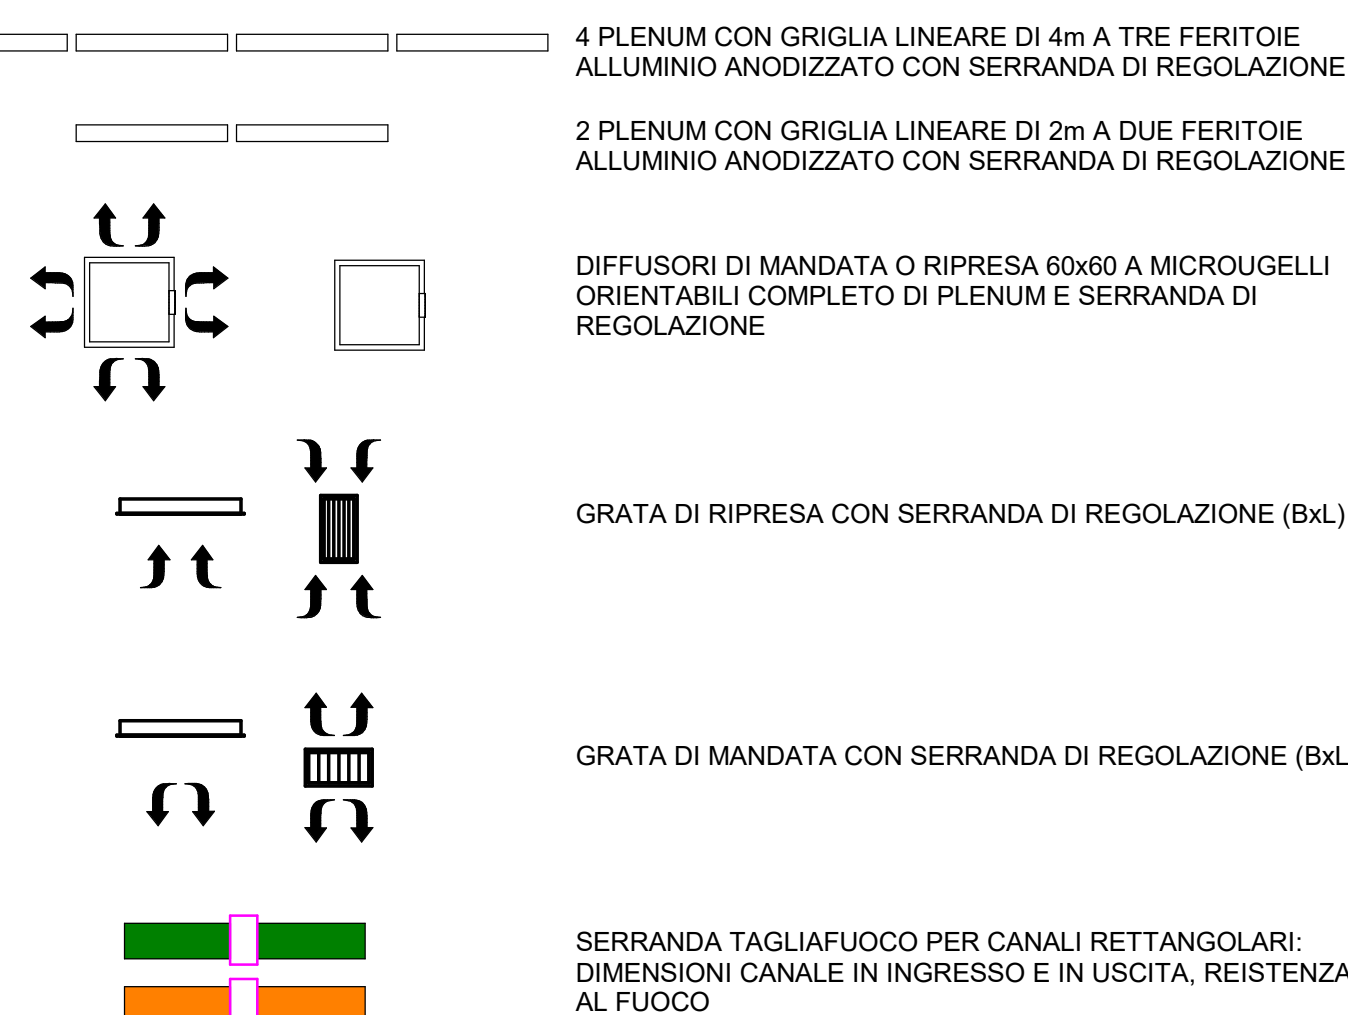 4 PLENUM CON GRIGLIA LINEARE DI 4m A TRE FERITOIE
ALLUMINIO ANODIZZATO CON SERRANDA DI REGOLAZIONE
2 PLENUM CON GRIGLIA LINEARE DI 2m A DUE FERITOIE
ALLUMINIO ANODIZZATO CON SERRANDA DI REGOLAZIONE
DIFFUSORI DI MANDATA O RIPRESA 60x60 A MICROUGELLI
ORIENTABILI COMPLETO DI PLENUM E SERRANDA DI
REGOLAZIONE
GRATA DI RIPRESA CON SERRANDA DI REGOLAZIONE (BxL)
GRATA DI MANDATA CON SERRANDA DI REGOLAZIONE (BxL
SERRANDA TAGLIAFUOCO PER CANALI RETTANGOLARI:
DIMENSIONI CANALE IN INGRESSO E IN USCITA, REISTENZA
AL FUOCO